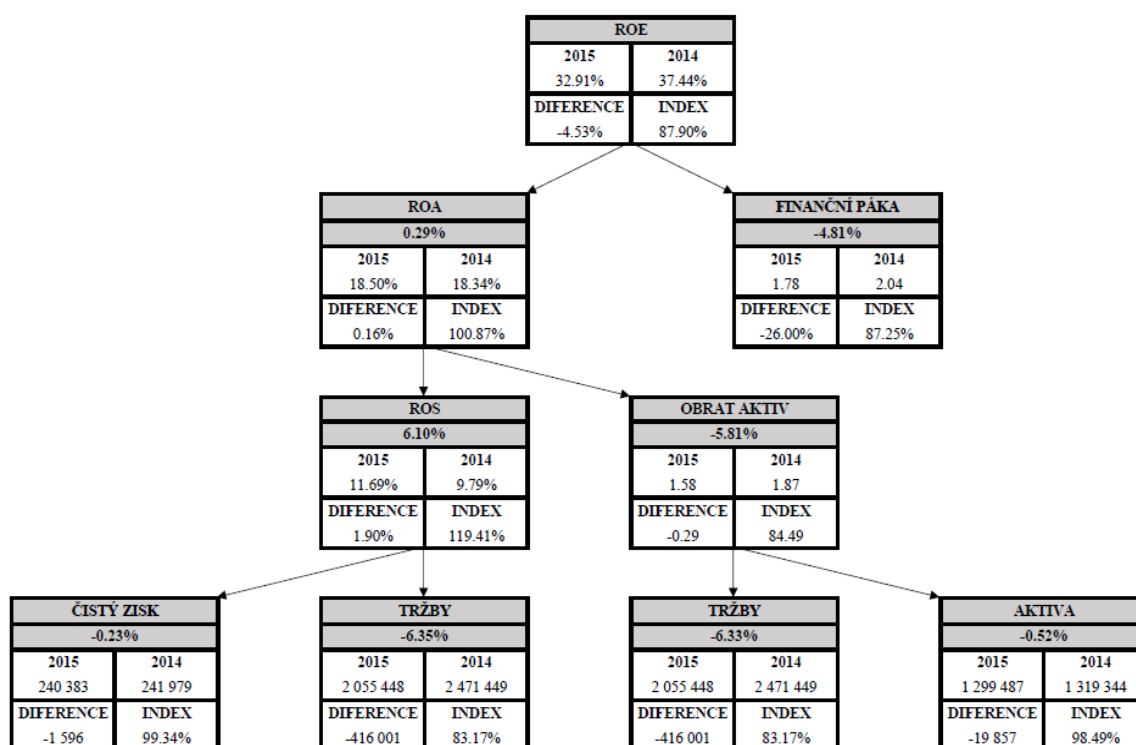 ROE
2015 2014
32.91% 37.44%
DIFERENCE INDEX
-4.53% 87.90%
ROA
0.29%
2015 2014
18.50% 18.34%
DIFERENCE INDEX
0.16% 100.87%
FINANČNÍ PÁKA
-4.81%
2015 2014
1.78 2.04
DIFERENCE INDEX
-26.00% 87.25%
ROS
6.10%
2015 2014
11.69% 9.79%
DIFERENCE INDEX
1.90% 119.41%
OBRAT AKTIV
-5.81%
2015 2014
1.58 1.87
DIFERENCE INDEX
-0.29 84.49
ČISTÝ ZISK
-0.23%
2015 2014
240 383 241 979
DIFERENCE INDEX
-1 596 99.34%
TRŽBY
-6.35%
2015 2014
2 055 448 2 471 449
DIFERENCE INDEX
-416 001 83.17%
TRŽBY
-6.33%
2015 2014
2 055 448 2 471 449
DIFERENCE INDEX
-416 001 83.17%
AKTIVA
-0.52%
2015 2014
1 299 487 1 319 344
DIFERENCE INDEX
-19 857 98.49%